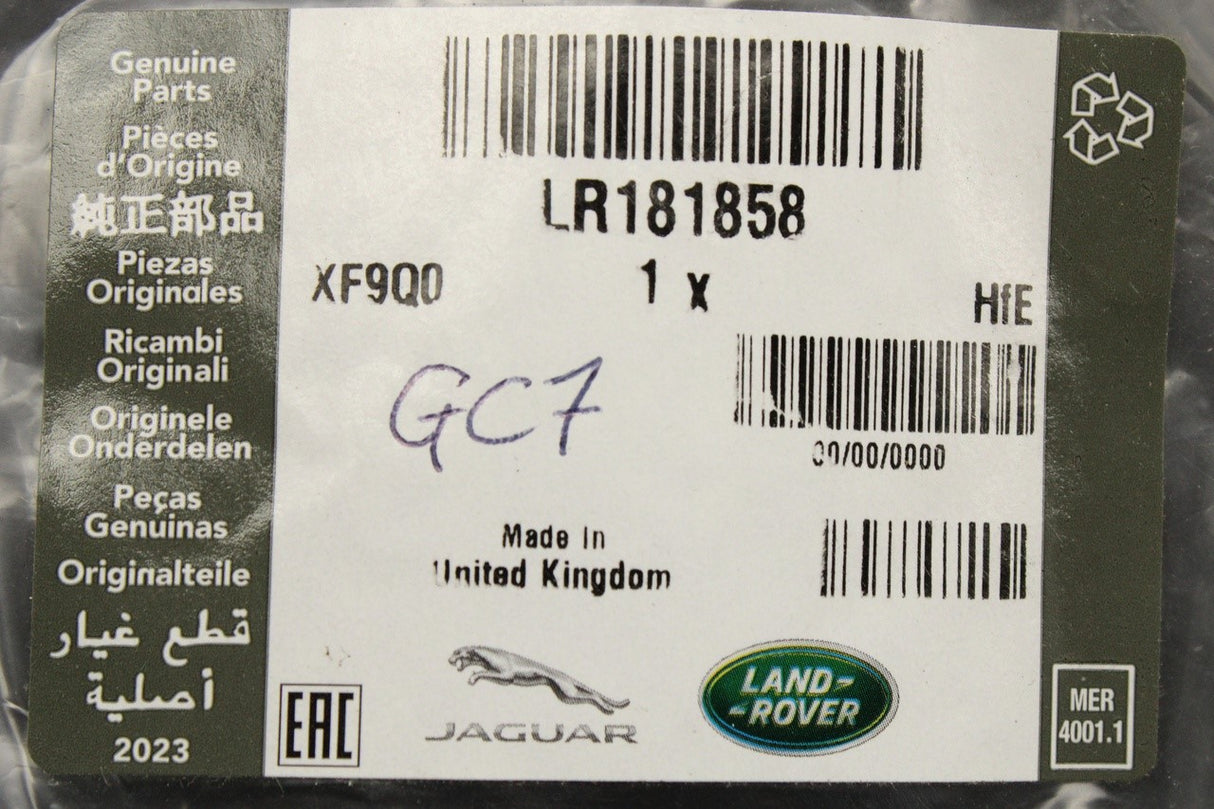 Genuine
Parts
Pièces
d'Origine
純正部品
Piezas
Originales
Ricambi
Originali
Originele
Onderdelen
Peças
Genuinas
Originalteile
قطع غيار
أصلية
2023
LR181858
XF9Q0
1 x
HfE
GC7
00/00/0000
Made In
United Kingdom
EAC
JAGUAR
LAND-
-ROVER
MER
4001.1